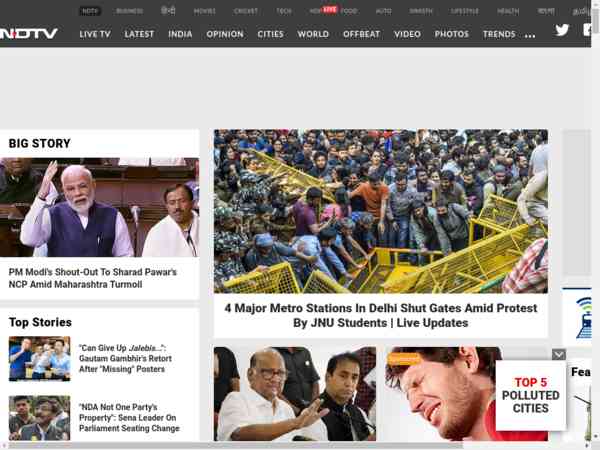 NDTV
BUSINESS
हिन्दी
MOVIES
CRICKET
TECH
HOP
LIVE
FOOD
AUTO
SWASTH
LIFESTYLE
HEALTH
বাংলা
NDTV
LIVE TV
LATEST
INDIA
OPINION
CITIES
WORLD
OFFBEAT
VIDEO
PHOTOS
TRENDS
...
BIG STORY
PM Modi's Shout-Out To Sharad Pawar's
NCP Amid Maharashtra Turmoil
4 Major Metro Stations In Delhi Shut Gates Amid Protest
By JNU Students | Live Updates
Top Stories
"Can Give Up Jalebis...":
Gautam Gambhir's Retort
After "Missing" Posters
"NDA Not One Party's
Property": Sena Leader On
Parliament Seating Change
Sponsored
TOP 5
POLLUTED
CITIES
Fea